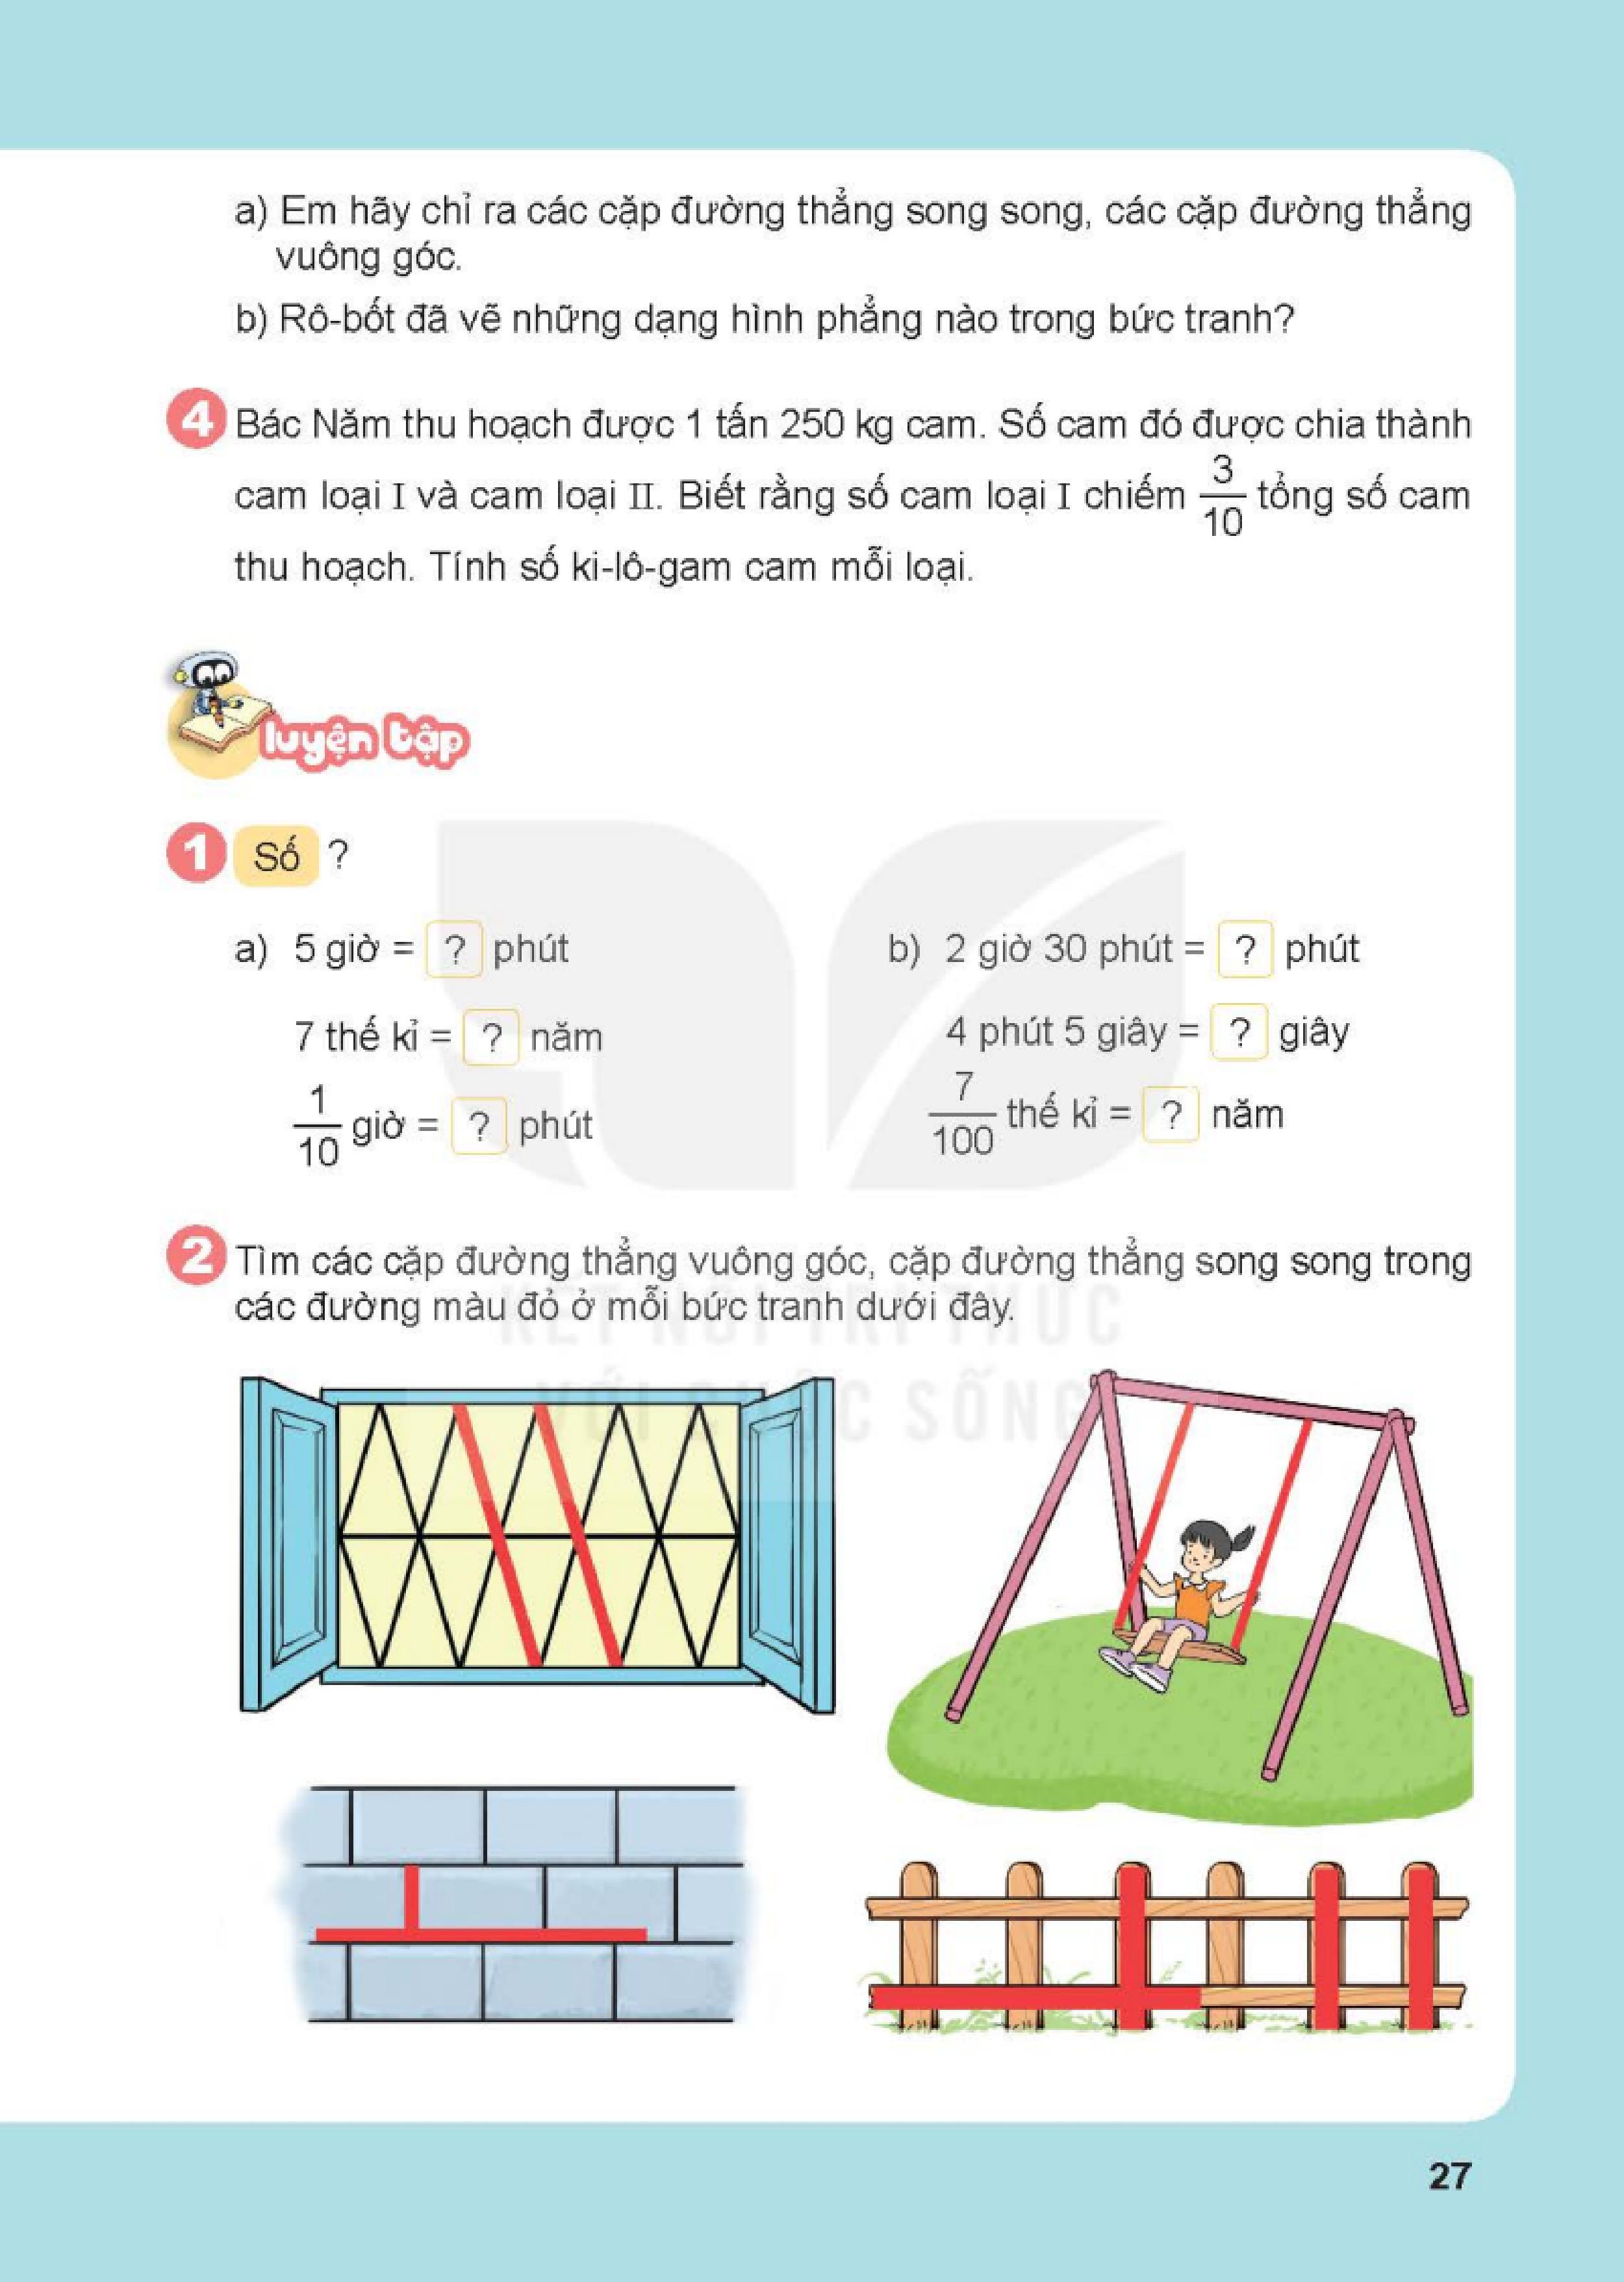 a) Em hãy chỉ ra các cặp đường thẳng song song, các cặp đường thẳng
vuông góc.
b) Rô-bốt đã vẽ những dạng hình phẳng nào trong bức tranh?
4 Bác Năm thu hoạch được 1 tấn 250 kg cam. Số cam đó được chia thành
cam loại I và cam loại II. Biết rằng số cam loại I chiếm 3/10 tổng số cam
thu hoạch. Tính số ki-lô-gam cam mỗi loại.
luyện tập
1 Số ?
a) 5 giờ = ? phút
7 thế kỉ = ? năm
1/10 giờ = ? phút
b) 2 giờ 30 phút = ? phút
4 phút 5 giây = ? giây
7/100 thế kỉ = ? năm
2 Tìm các cặp đường thẳng vuông góc, cặp đường thẳng song song trong
các đường màu đỏ ở mỗi bức tranh dưới đây.
KẾT NỐI TRI THỨC
VỚI CUỘC SỐNG
27